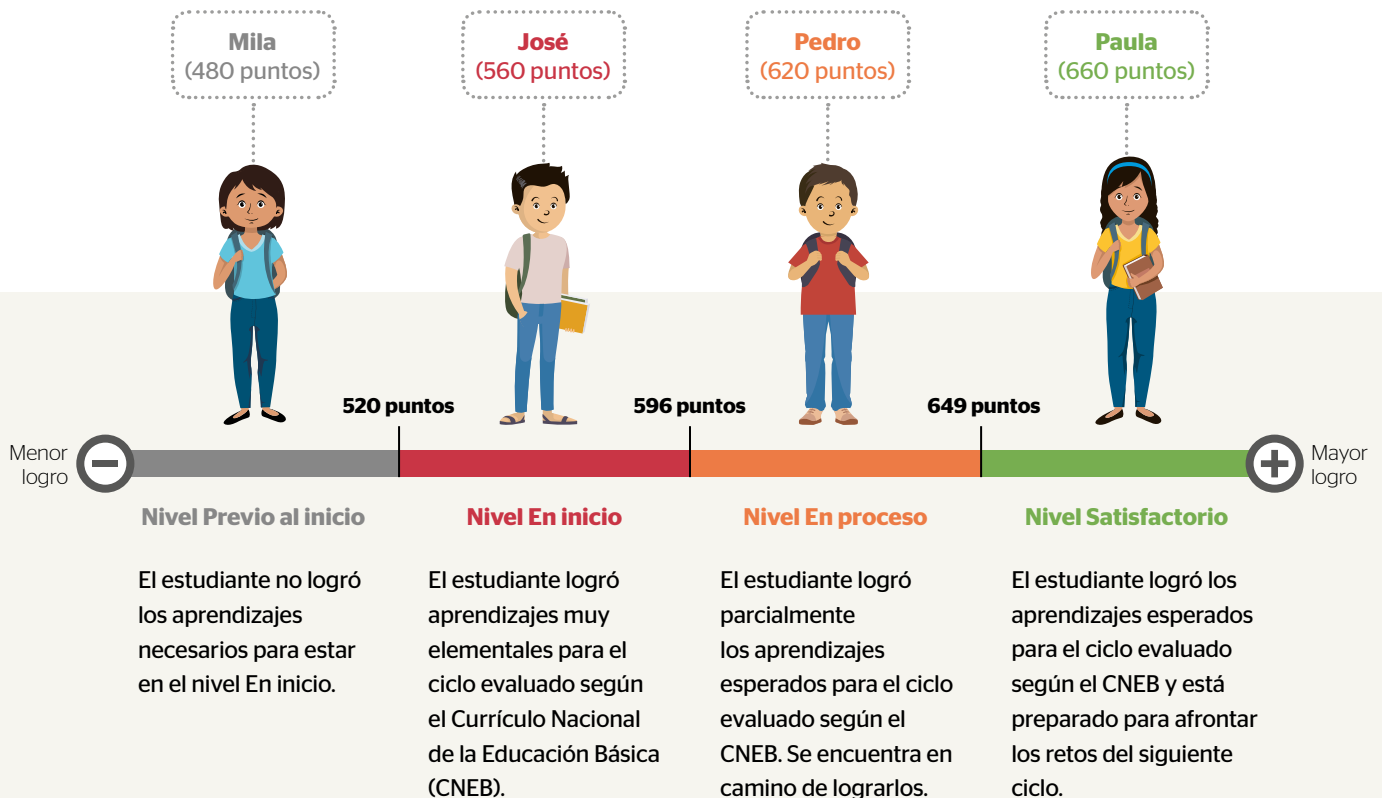 Mila
(480 puntos)
José
(560 puntos)
Pedro
(620 puntos)
Paula
(660 puntos)
520 puntos
596 puntos
649 puntos
Menor
logro
Mayor
logro
Nivel Previo al inicio
El estudiante no logró
los aprendizajes
necesarios para estar
en el nivel En inicio.
Nivel En inicio
El estudiante logró
aprendizajes muy
elementales para el
ciclo evaluado según
el Currículo Nacional
de la Educación Básica
(CNEB).
Nivel En proceso
El estudiante logró
parcialmente
los aprendizajes
esperados para el ciclo
evaluado según el
CNEB. Se encuentra en
camino de lograrlos.
Nivel Satisfactorio
El estudiante logró los
aprendizajes esperados
para el ciclo evaluado
según el CNEB y está
preparado para afrontar
los retos del siguiente
ciclo.